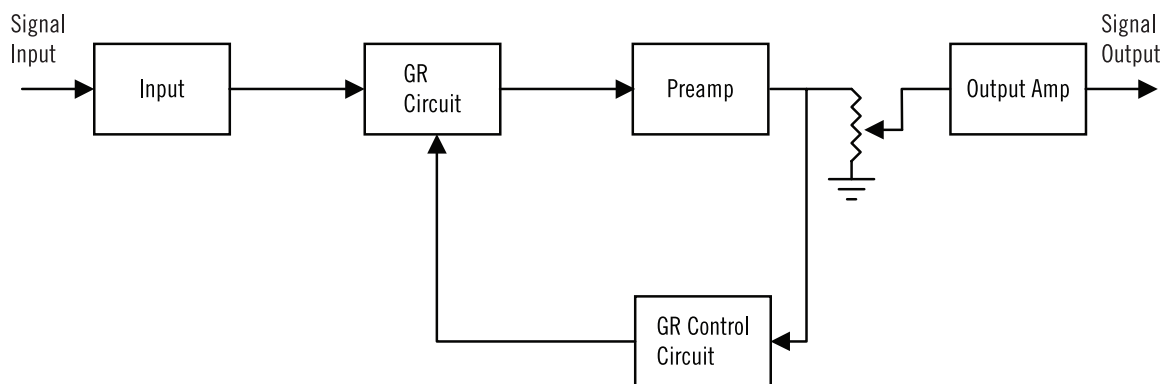 Signal
Input
Input
GR
Circuit
Preamp
Output Amp
Signal
Output
GR Control
Circuit